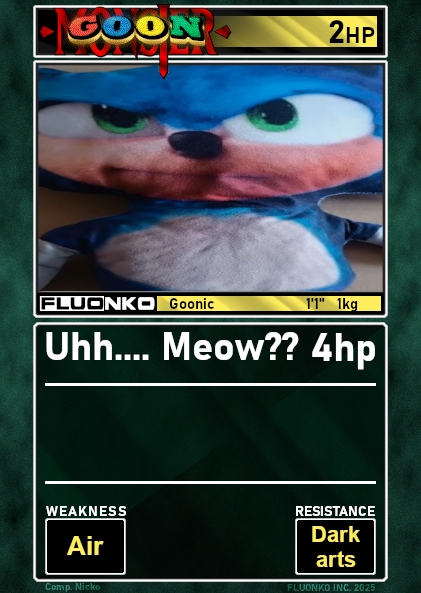 MONSTER
GOON
2HP
FLUONKO Goonic 1'1" 1kg
Uhh.... Meow?? 4hp
WEAKNESS
Air
RESISTANCE
Dark
arts
Comp. Nicko
FLUONKO INC. 2025